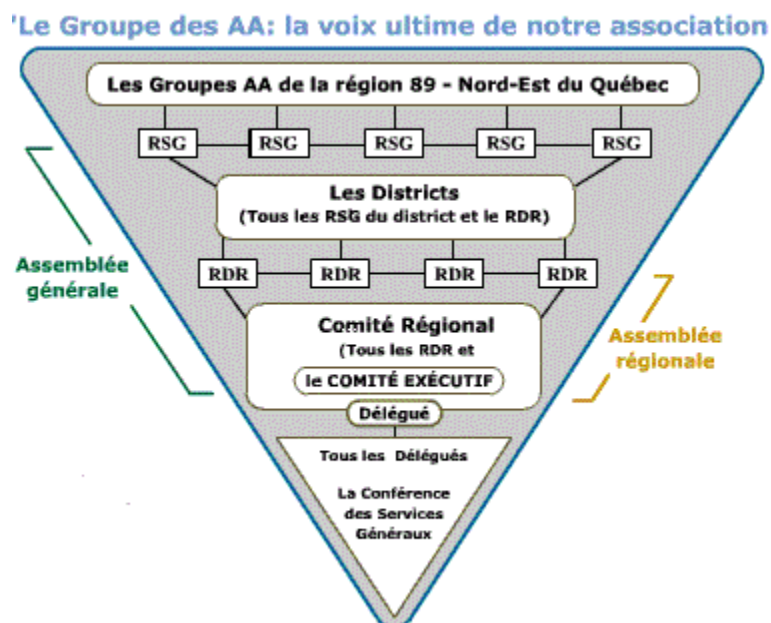 'Le Groupe des AA: la voix ultime de notre association
Les Groupes AA de la région 89 - Nord-Est du Québec
RSG RSG RSG RSG RSG
Les Districts
(Tous les RSG du district et le RDR)
RDR RDR RDR RDR
Assemblée
générale
Comité Régional
(Tous les RDR et
le COMITÉ EXÉCUTIF
Assemblée
régionale
Délégué
Tous les Délégués
La Conférence
des Services
Généraux